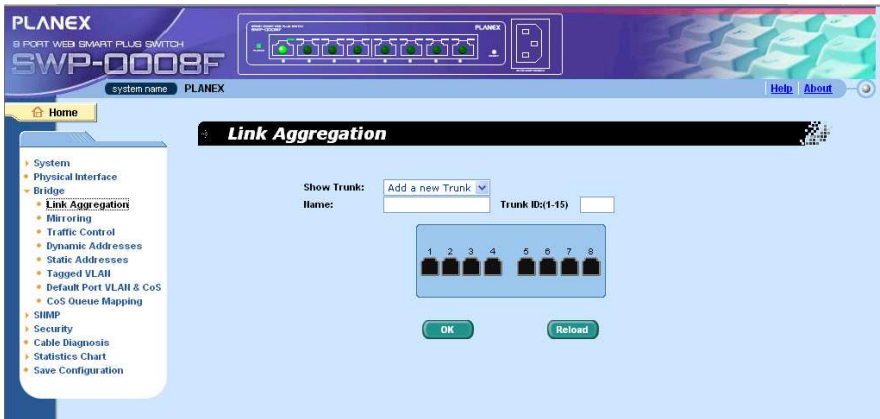 PLANEX
8 PORT WEB SMART PLUS SWITCH
SWP-0008F
PLANEX
system name PLANEX
Help About
Home
Link Aggregation
System
Physical Interface
Bridge
Link Aggregation
Mirroring
Traffic Control
Dynamic Addresses
Static Addresses
Tagged VLAN
Default Port VLAN & CoS
CoS Queue Mapping
SNMP
Security
Cable Diagnosis
Statistics Chart
Save Configuration
Show Trunk: Add a new Trunk
Name: Trunk ID:(1-15)
1 2 3 4 5 6 7 8
OK Reload